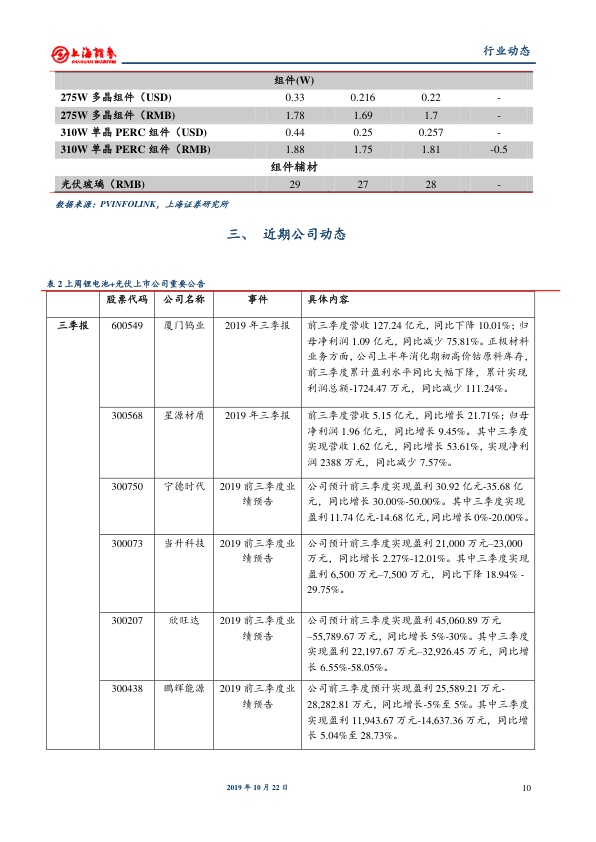 上海证券
SHANGHAI SECURITIES
行业动态
组件(W)
275W 多晶组件（USD) 0.33 0.216 0.22 -
275W 多晶组件（RMB) 1.78 1.69 1.7 -
310W 单晶 PERC 组件（USD) 0.44 0.25 0.257 -
310W 单晶 PERC 组件（RMB) 1.88 1.75 1.81 -0.5
组件辅材
光伏玻璃（RMB) 29 27 28 -
数据来源：PVINFOLINK，上海证券研究所
三、 近期公司动态
表 2 上周锂电池+光伏上市公司重要公告
股票代码 公司名称 事件 具体内容
三季报 600549 厦门钨业 2019 年三季报 前三季度营收 127.24 亿元，同比下降 10.01%；归
母净利润 1.09 亿元，同比减少 75.81%。正极材料
业务方面，公司上半年消化期初高价钴原料库存，
前三季度累计盈利水平同比大幅下降，累计实现
利润总额-1724.47 万元，同比减少 111.24%。
300568 星源材质 2019 年三季报 前三季度营收 5.15 亿元，同比增长 21.71%；归母
净利润 1.96 亿元，同比增长 9.45%。其中三季度
实现营收 1.62 亿元，同比增长 53.61%，实现净利
润 2388 万元， 同比减少 7.57%。
300750 宁德时代 2019 前三季度业 公司预计前三季度实现盈利 30.92 亿元-35.68 亿
绩预告 元，同比增长 30.00%-50.00%。其中三季度实现
盈利 11.74 亿元-14.68 亿元，同比增长 0%-20.00%。
300073 当升科技 2019 前三季度业 公司预计前三季度实现盈利 21,000 万元–23,000
绩预告 万元，同比增长 2.27%-12.01%。其中三季度实现
盈利 6,500 万元–7,500 万元，同比下降 18.94% -
29.75%。
300207 欣旺达 2019 前三季度业 公司预计前三季度实现盈利 45,060.89 万元
绩预告 –55,789.67 万元，同比增长 5%-30%。其中三季度
实现盈利 22,197.67 万元–32,926.45 万元，同比增
长 6.55%-58.05%。
300438 鹏辉能源 2019 前三季度业 公司前三季度预计实现盈利 25,589.21 万元-
绩预告 28,282.81 万元，同比增长-5%至 5%。其中三季度
实现盈利 11,943.67 万元-14,637.36 万元，同比增
长 5.04%至 28.73%。
2019 年 10 月 22 日
10